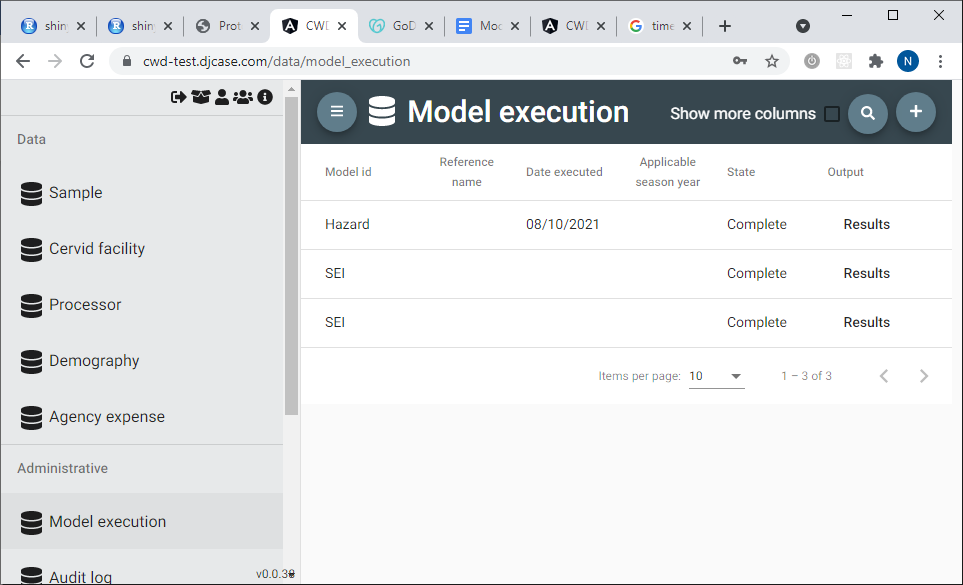 shin
shin
Prot
CWD
GoD
Moc
CWD
time
cwd-test.djcase.com/data/model_execution
N
Data
Sample
Cervid facility
Processor
Demography
Agency expense
Administrative
Model execution
Audit log
Model execution
Show more columns
Model id Reference name Date executed Applicable season year State Output
Hazard 08/10/2021 Complete Results
SEI Complete Results
SEI Complete Results
Items per page: 10 1 – 3 of 3